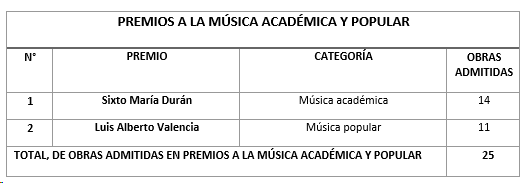 PREMIOS A LA MÚSICA ACADÉMICA Y POPULAR
N° PREMIO CATEGORÍA OBRAS
ADMITIDAS
1 Sixto María Durán Música académica 14
2 Luis Alberto Valencia Música popular 11
TOTAL, DE OBRAS ADMITIDAS EN PREMIOS A LA MÚSICA ACADÉMICA Y POPULAR 25